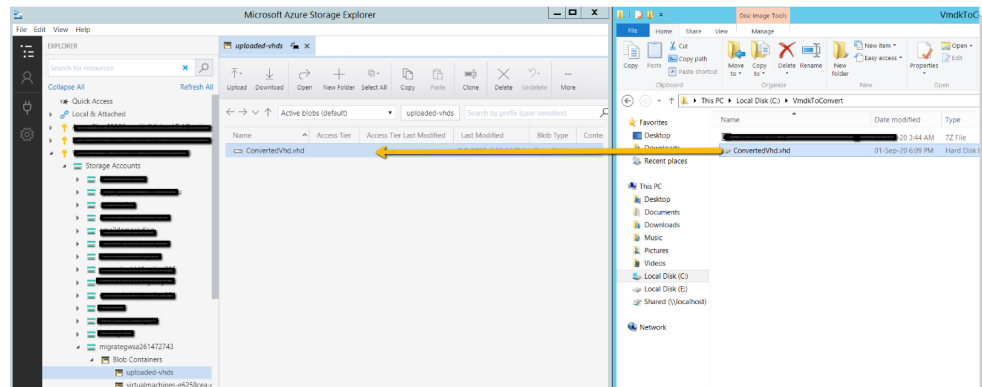 Microsoft Azure Storage Explorer
File Edit View Help
EXPLORER
Search for resources
Collapse All Refresh All
Quick Access
Local & Attached
Storage Accounts
migrategwsa261472743
Blob Containers
uploaded-vhds
uploaded-vhds
Upload Download Open New Folder Select All Copy Paste Clone Delete Undelete More
Active blobs (default) uploaded-vhds Search by prefix (case-sensitive)
Name Access Tier Access Tier Last Modified Last Modified Blob Type Conte
ConvertedVhd.vhd
Disc Image Tools
VmdkToC
File Home Share View Manage
Copy Paste
Cut
Copy path
Paste shortcut
Move to Copy to Delete Rename
New folder
New item
Easy access
Properties
Open
Edit
Clipboard Organize New Open
This PC Local Disk (C:) VmdkToConvert
Favorites
Desktop
Downloads
Recent places
This PC
Desktop
Documents
Downloads
Music
Pictures
Videos
Local Disk (C:)
Local Disk (E:)
Shared (\\localhost)
Network
Name Date modified Type
-20 3:44 AM 7Z File
ConvertedVhd.vhd 01-Sep-20 6:09 PM Hard Disk I